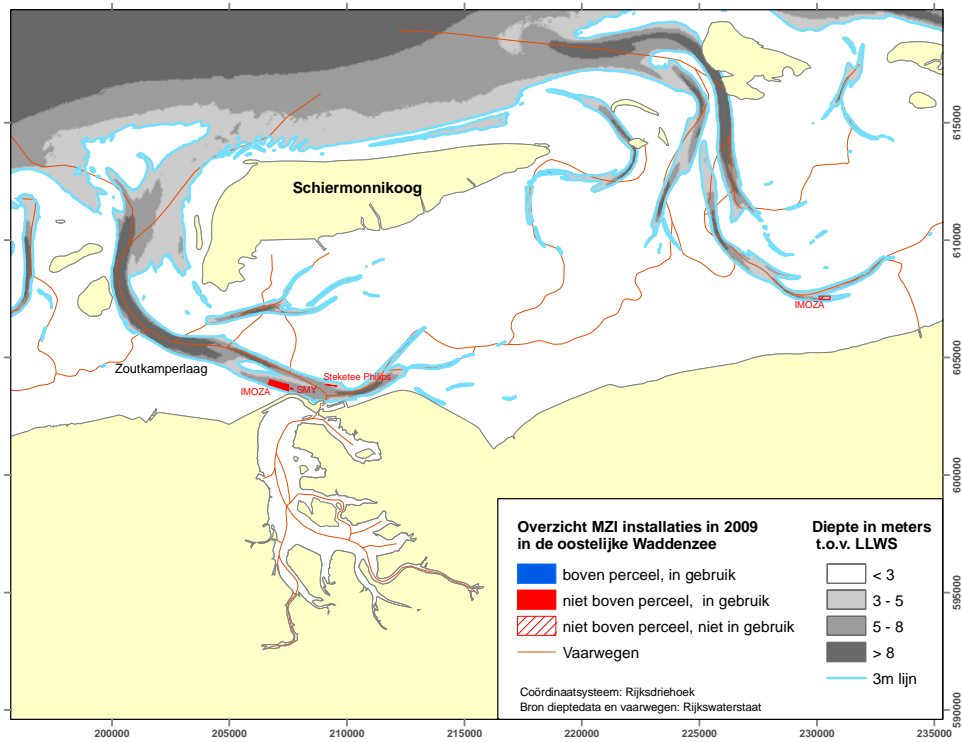 Schiermonnikoog
Zoutkamperlaag
IMOZA
SMY
Steketee Philips
IMOZA
Overzicht MZI installaties in 2009
in de oostelijke Waddenzee
boven perceel, in gebruik
niet boven perceel, in gebruik
niet boven perceel, niet in gebruik
Vaarwegen
Coördinaatsysteem: Rijksdriehoek
Bron dieptedata en vaarwegen: Rijkswaterstaat
Diepte in meters
t.o.v. LLWS
< 3
3 - 5
5 - 8
> 8
3m lijn
615000
610000
605000
600000
595000
590000
200000
205000
210000
215000
220000
225000
230000
235000